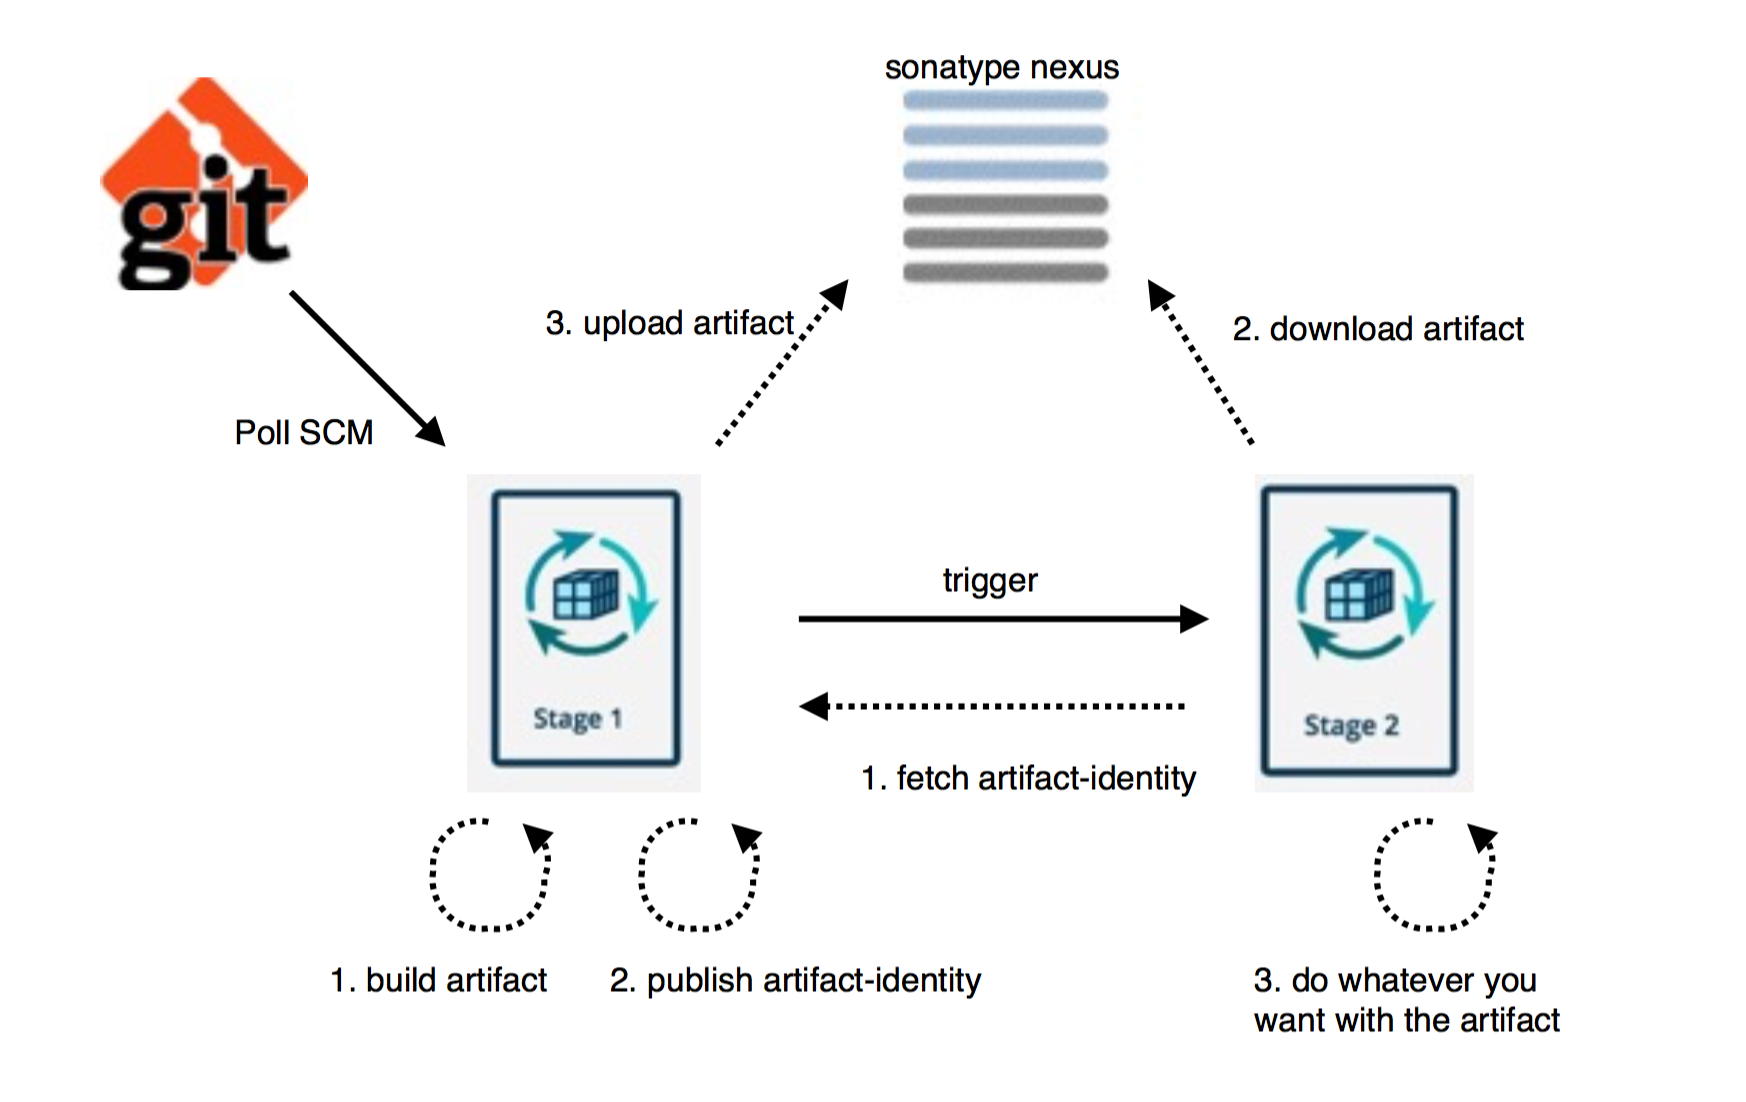 sonatype nexus
git
3. upload artifact
2. download artifact
Poll SCM
trigger
Stage 1
Stage 2
1. fetch artifact-identity
1. build artifact
2. publish artifact-identity
3. do whatever you
want with the artifact